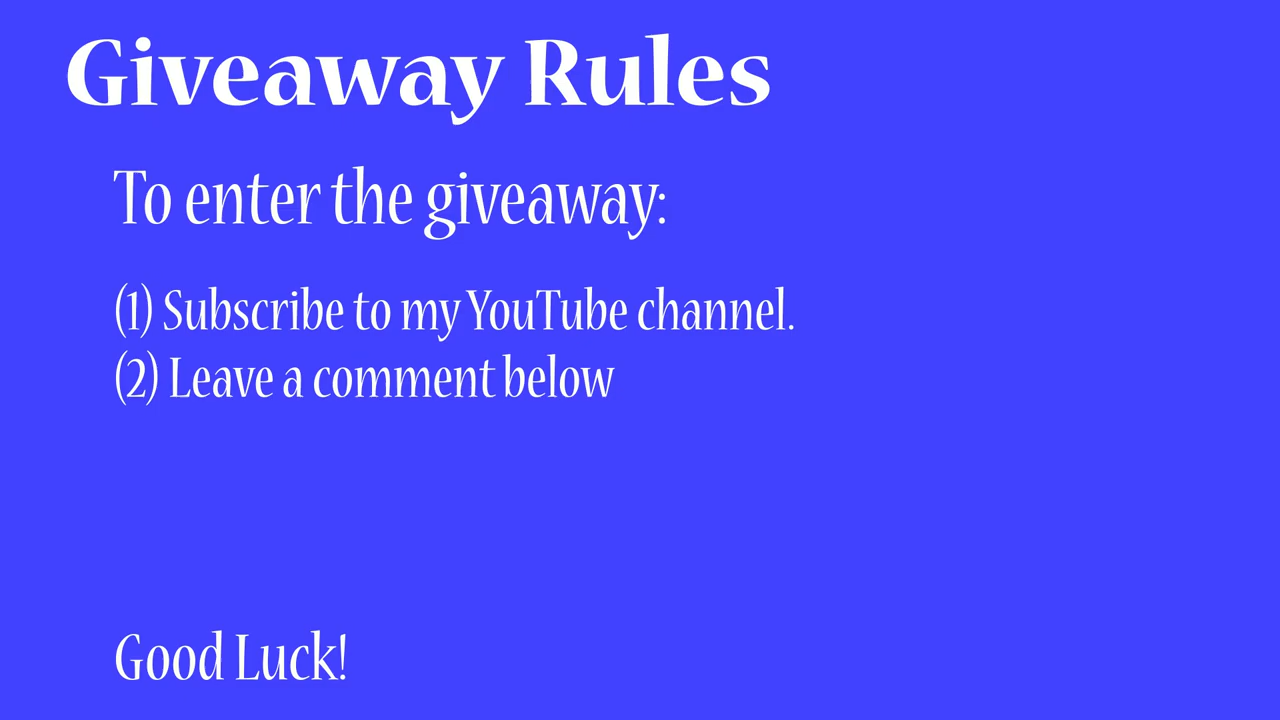 Giveaway Rules
To enter the giveaway:
(1) Subscribe to my YouTube channel.
(2) Leave a comment below
Good Luck!